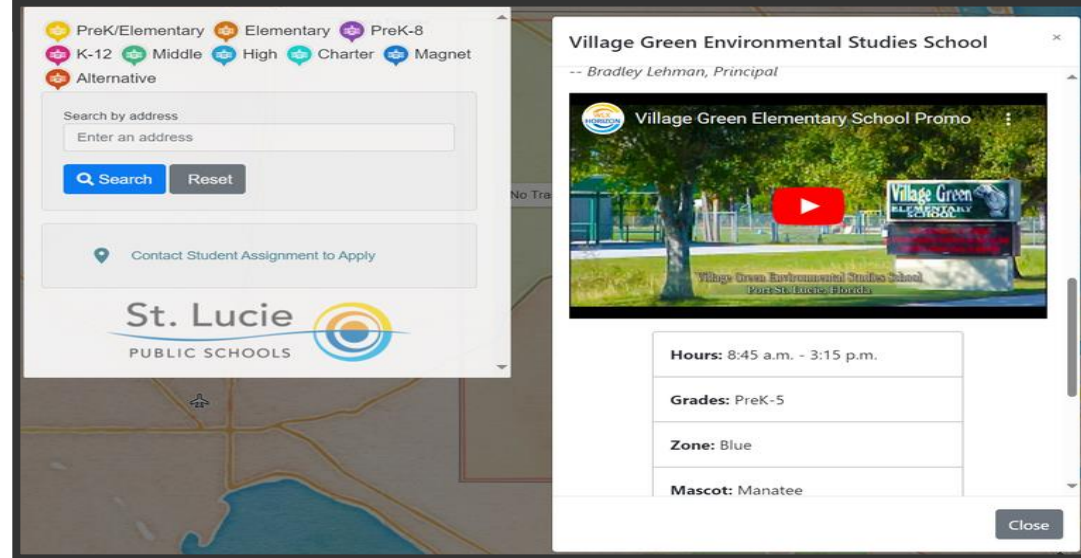 PreK/Elementary Elementary PreK-8
K-12 Middle High Charter Magnet
Alternative
Search by address
Enter an address
Search Reset
Contact Student Assignment to Apply
St. Lucie
PUBLIC SCHOOLS
No Tra
Village Green Environmental Studies School ×
-- Bradley Lehman, Principal
WLX
HORIZON
Village Green Elementary School Promo
Village Green
ELEMENTARY
SCHOOL
Village Green Environmental Studies School
Port St. Lucie, Florida
Hours: 8:45 a.m. - 3:15 p.m.
Grades: PreK-5
Zone: Blue
Mascot: Manatee
Close